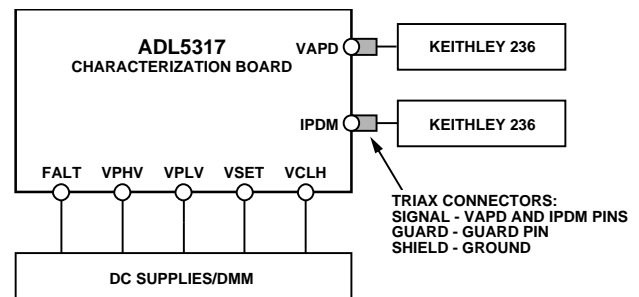 ADL5317
CHARACTERIZATION BOARD
VAPD
KEITHLEY 236
IPDM
KEITHLEY 236
FALT VPHV VPLV VSET VCLH
TRIAX CONNECTORS:
SIGNAL - VAPD AND IPDM PINS
GUARD - GUARD PIN
SHIELD - GROUND
DC SUPPLIES/DMM